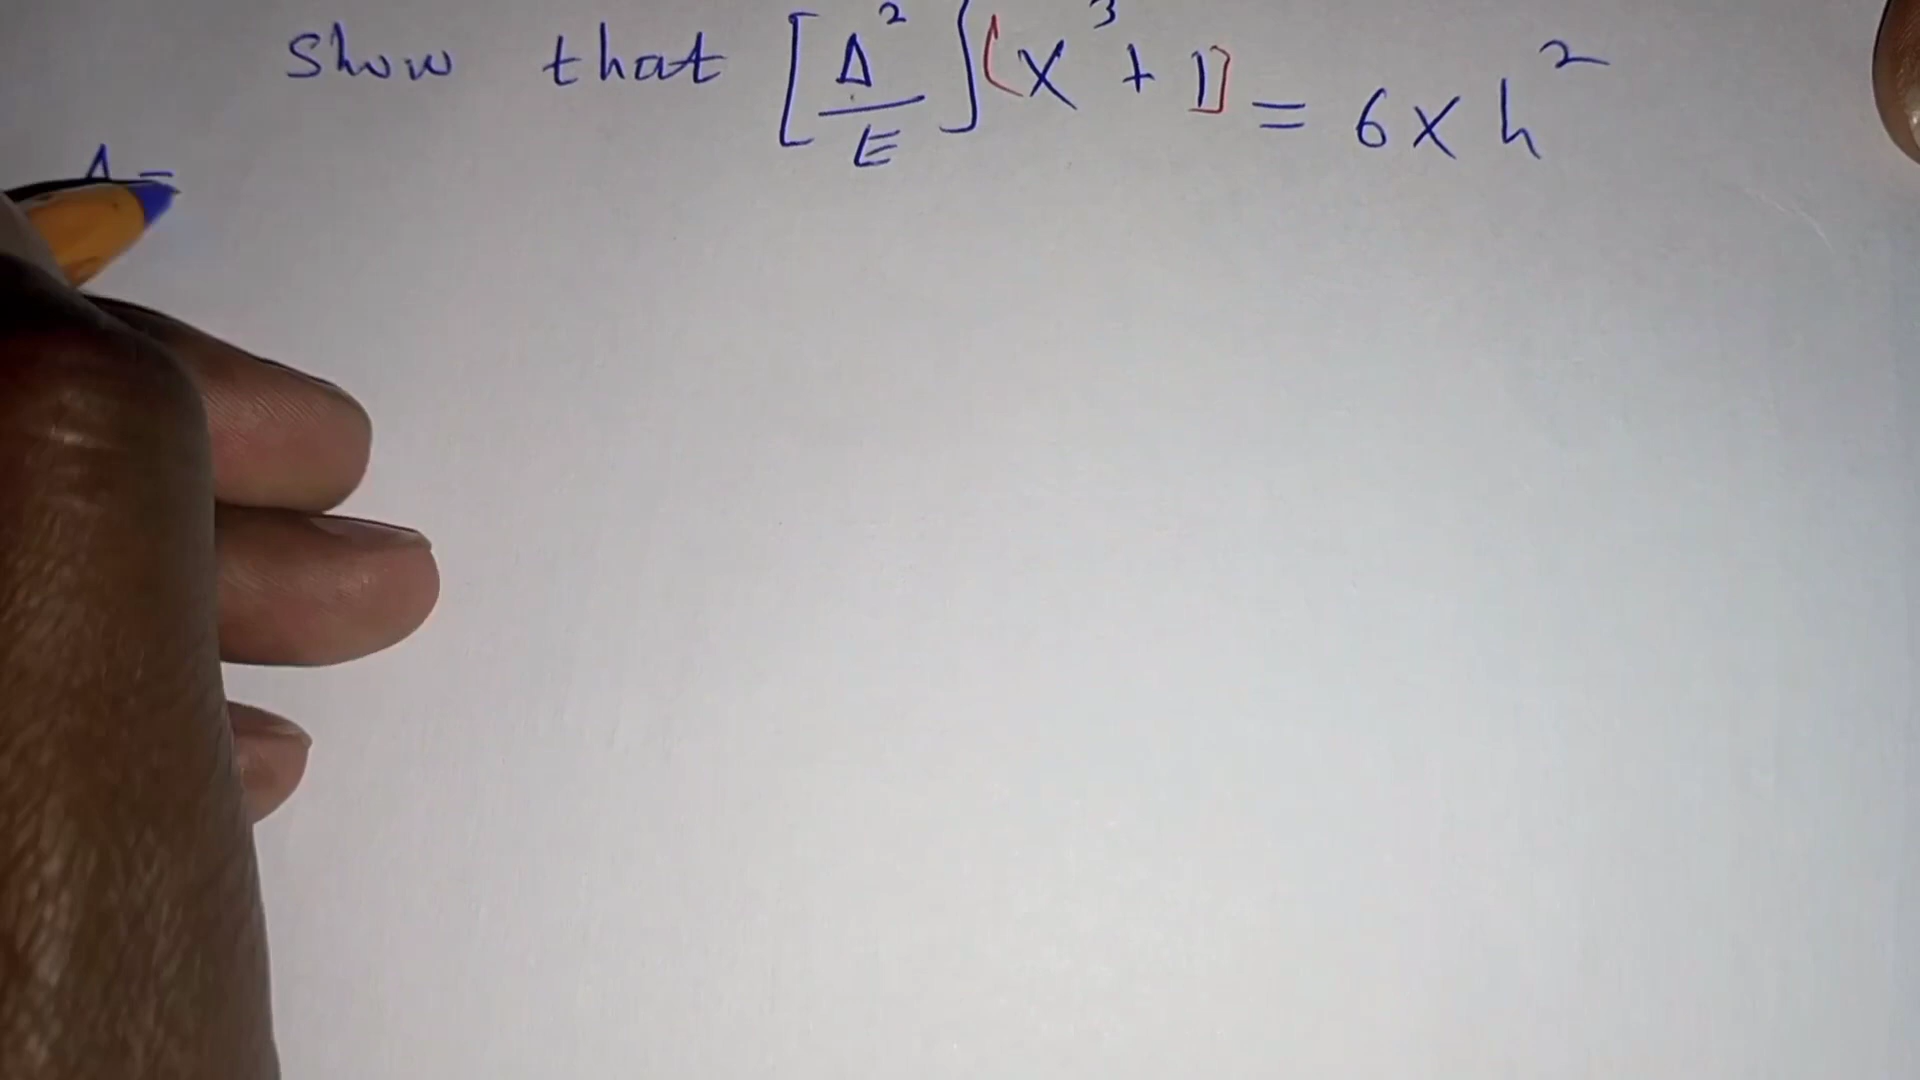 Show that [Δ²/E](x³ + 1] = 6xh²
Δ =